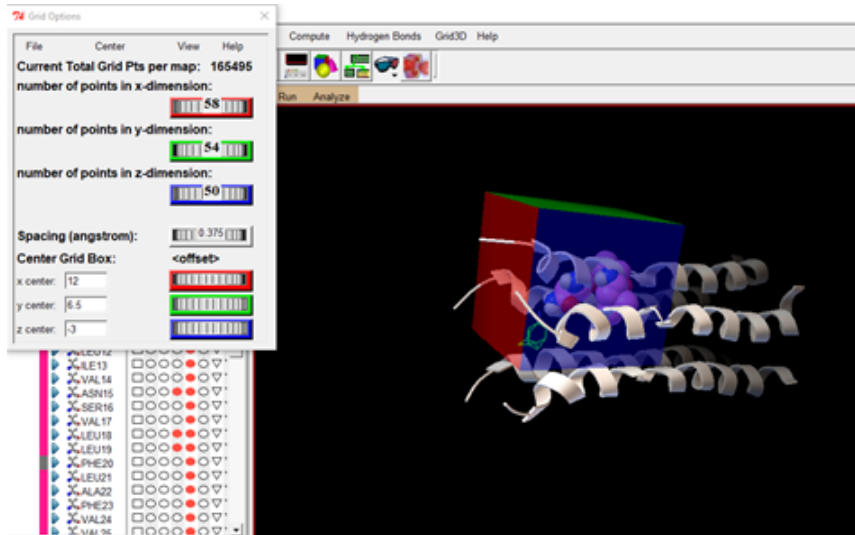 Grid Options
File Center View Help
Current Total Grid Pts per map: 165495
number of points in x-dimension:
58
number of points in y-dimension:
54
number of points in z-dimension:
50
Spacing (angstrom): 0.375
Center Grid Box: <offset>
x center: 12
y center: 6.5
z center: -3
Compute Hydrogen Bonds Grid3D Help
Run Analyze
LEU12
ILE13
VAL14
ASN15
SER16
VAL17
LEU18
LEU19
PHE20
LEU21
ALA22
PHE23
VAL24
VAL25